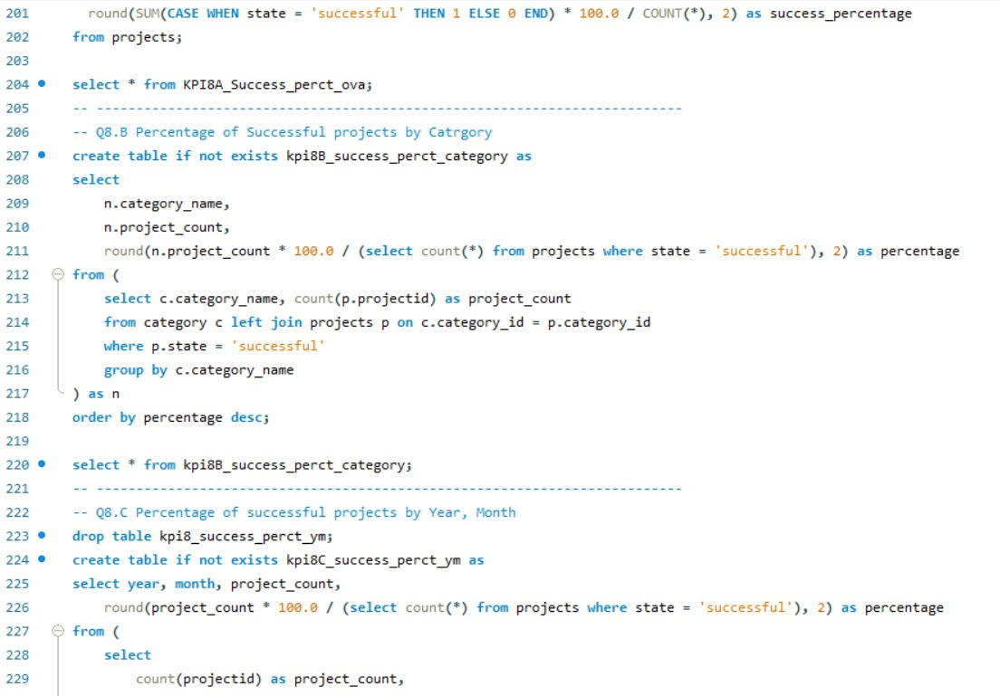 201 round(SUM(CASE WHEN state = 'successful' THEN 1 ELSE 0 END) * 100.0 / COUNT(*), 2) as success_percentage
202 from projects;
203
204 select * from KPI8A_Success_perct_ova;
205 -- --------------------------------------------------------------------------
206 -- Q8.B Percentage of Successful projects by Catrgory
207 create table if not exists kpi8B_success_perct_category as
208 select
209 n.category_name,
210 n.project_count,
211 round(n.project_count * 100.0 / (select count(*) from projects where state = 'successful'), 2) as percentage
212 from (
213 select c.category_name, count(p.projectid) as project_count
214 from category c left join projects p on c.category_id = p.category_id
215 where p.state = 'successful'
216 group by c.category_name
217 ) as n
218 order by percentage desc;
219
220 select * from kpi8B_success_perct_category;
221 -- --------------------------------------------------------------------------
222 -- Q8.C Percentage of successful projects by Year, Month
223 drop table kpi8_success_perct_ym;
224 create table if not exists kpi8C_success_perct_ym as
225 select year, month, project_count,
226 round(project_count * 100.0 / (select count(*) from projects where state = 'successful'), 2) as percentage
227 from (
228 select
229 count(projectid) as project_count,